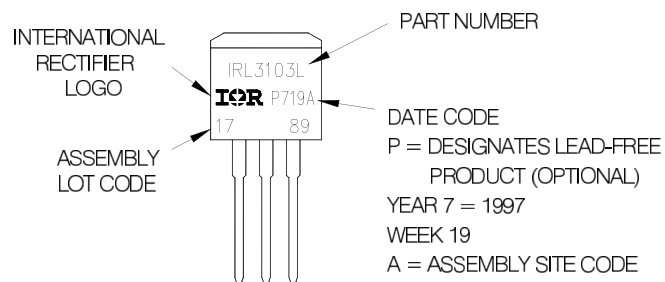 INTERNATIONAL
RECTIFIER
LOGO
ASSEMBLY
LOT CODE
IRL3103L
IOR P719A
17 89
PART NUMBER
DATE CODE
P = DESIGNATES LEAD-FREE
PRODUCT (OPTIONAL)
YEAR 7 = 1997
WEEK 19
A = ASSEMBLY SITE CODE